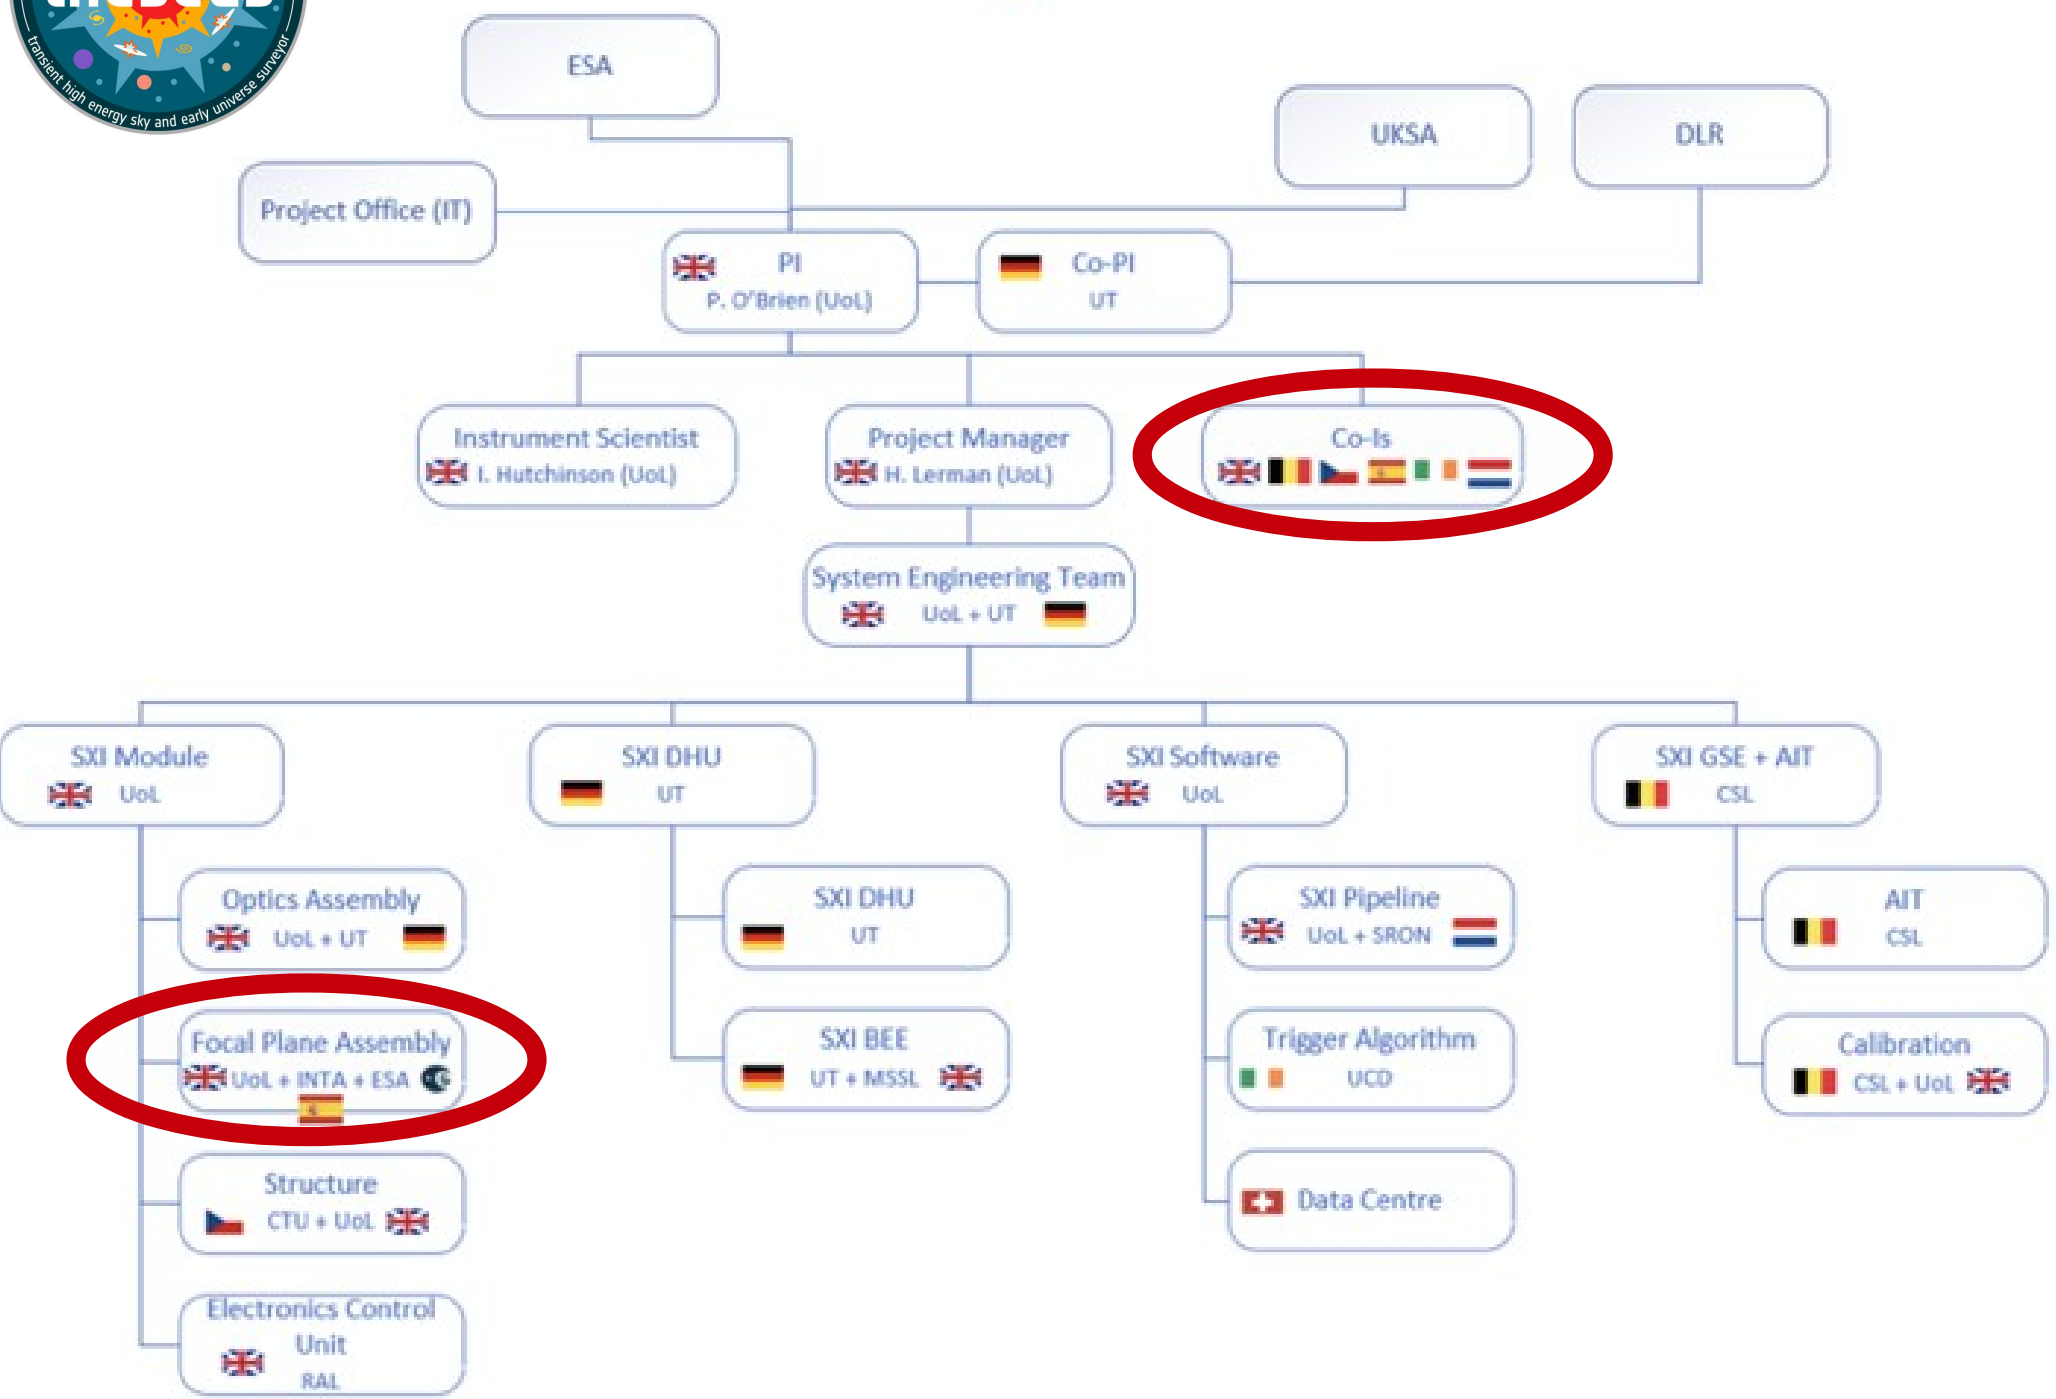 transient high energy sky and early universe surveyor
ESA
UKSA
DLR
Project Office (IT)
PI
P. O'Brien (UoL)
Co-PI
UT
Instrument Scientist
I. Hutchinson (UoL)
Project Manager
H. Lerman (UoL)
Co-Is
System Engineering Team
UoL + UT
SXI Module
UoL
SXI DHU
UT
SXI Software
UoL
SXI GSE + AIT
CSL
Optics Assembly
UoL + UT
SXI DHU
UT
SXI Pipeline
UoL + SRON
AIT
CSL
Focal Plane Assembly
UoL + INTA + ESA
SXI BEE
UT + MSSL
Trigger Algorithm
UCD
Calibration
CSL + UoL
Structure
CTU + UoL
Data Centre
Electronics Control
Unit
RAL